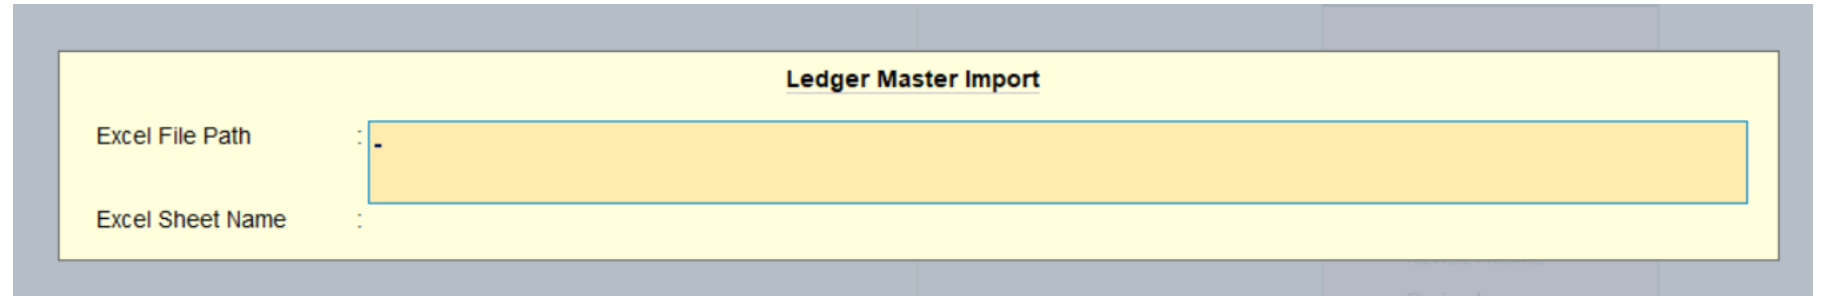 Ledger Master Import
Excel File Path : -
Excel Sheet Name :